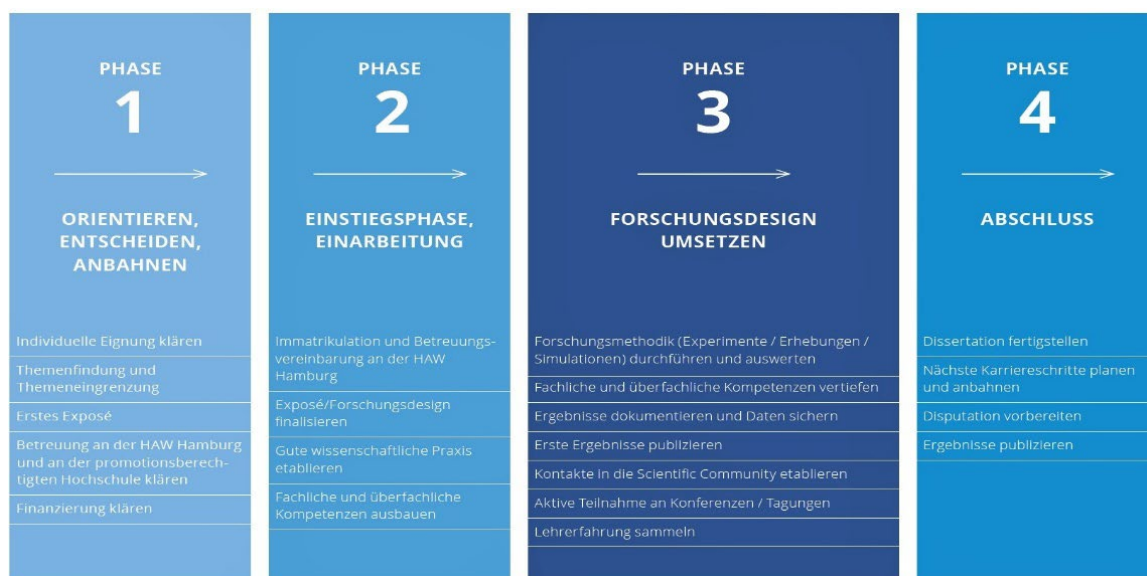 PHASE
1
ORIENTIEREN,
ENTSCHEIDEN,
ANBAHNEN
Individuelle Eignung klären
Themenfindung und
Themeneingrenzung
Erstes Exposé
Betreuung an der HAW Hamburg
und an der promotionsberech-
tigten Hochschule klären
Finanzierung klären
PHASE
2
EINSTIEGSPHASE,
EINARBEITUNG
Immatrikulation und Betreuungs-
vereinbarung an der HAW
Hamburg
Exposé/Forschungsdesign
finalisieren
Gute wissenschaftliche Praxis
etablieren
Fachliche und überfachliche
Kompetenzen ausbauen
PHASE
3
FORSCHUNGSDESIGN
UMSETZEN
Forschungsmethodik (Experimente / Erhebungen /
Simulationen) durchführen und auswerten
Fachliche und überfachliche Kompetenzen vertiefen
Ergebnisse dokumentieren und Daten sichern
Erste Ergebnisse publizieren
Kontakte in die Scientific Community etablieren
Aktive Teilnahme an Konferenzen / Tagungen
Lehrerfahrung sammeln
PHASE
4
ABSCHLUSS
Dissertation fertigstellen
Nächste Karriereschritte planen
und anbahnen
Disputation vorbereiten
Ergebnisse publizieren